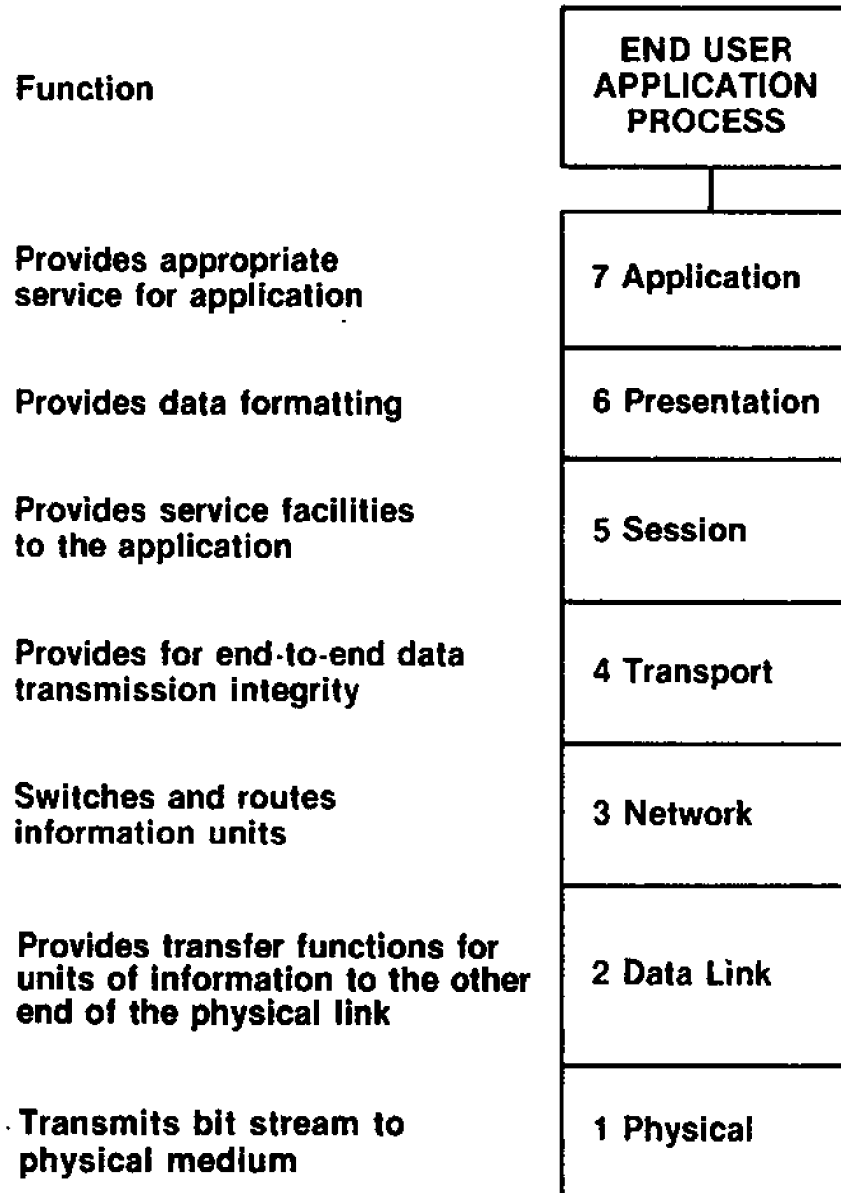 Function
END USER
APPLICATION
PROCESS
Provides appropriate
service for application
7 Application
Provides data formatting
6 Presentation
Provides service facilities
to the application
5 Session
Provides for end-to-end data
transmission integrity
4 Transport
Switches and routes
information units
3 Network
Provides transfer functions for
units of information to the other
end of the physical link
2 Data Link
Transmits bit stream to
physical medium
1 Physical